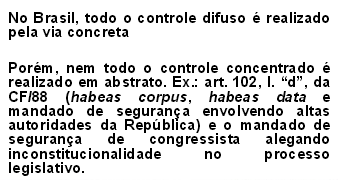 No Brasil, todo o controle difuso é realizado
pela via concreta
Porém, nem todo o controle concentrado é
realizado em abstrato. Ex.: art. 102, I. “d”, da
CF/88 (habeas corpus, habeas data e
mandado de segurança envolvendo altas
autoridades da República) e o mandado de
segurança de congressista alegando
inconstitucionalidade no processo
legislativo.